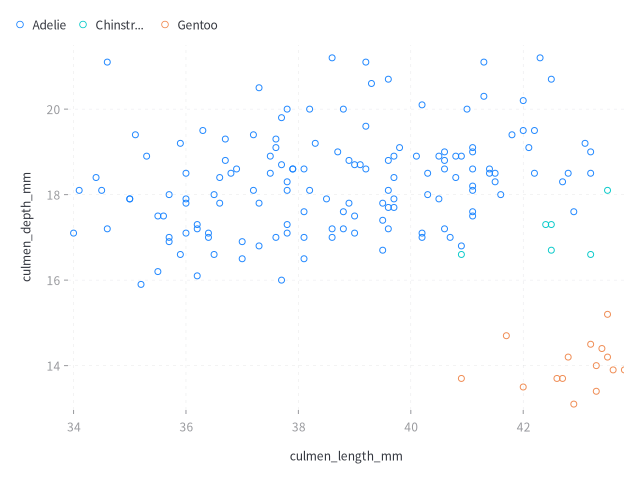 Adelie Chinstr... Gentoo
culmen_depth_mm
20
18
16
14
34 36 38 40 42
culmen_length_mm